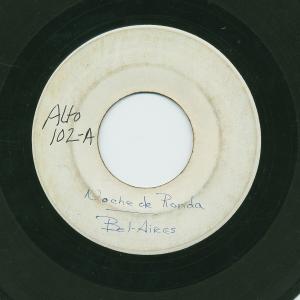 Alto
102-A
Noche de Ronda
Bel-Aires